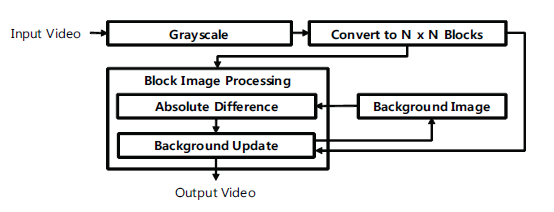 Input Video
Grayscale
Convert to N x N Blocks
Block Image Processing
Absolute Difference
Background Image
Background Update
Output Video